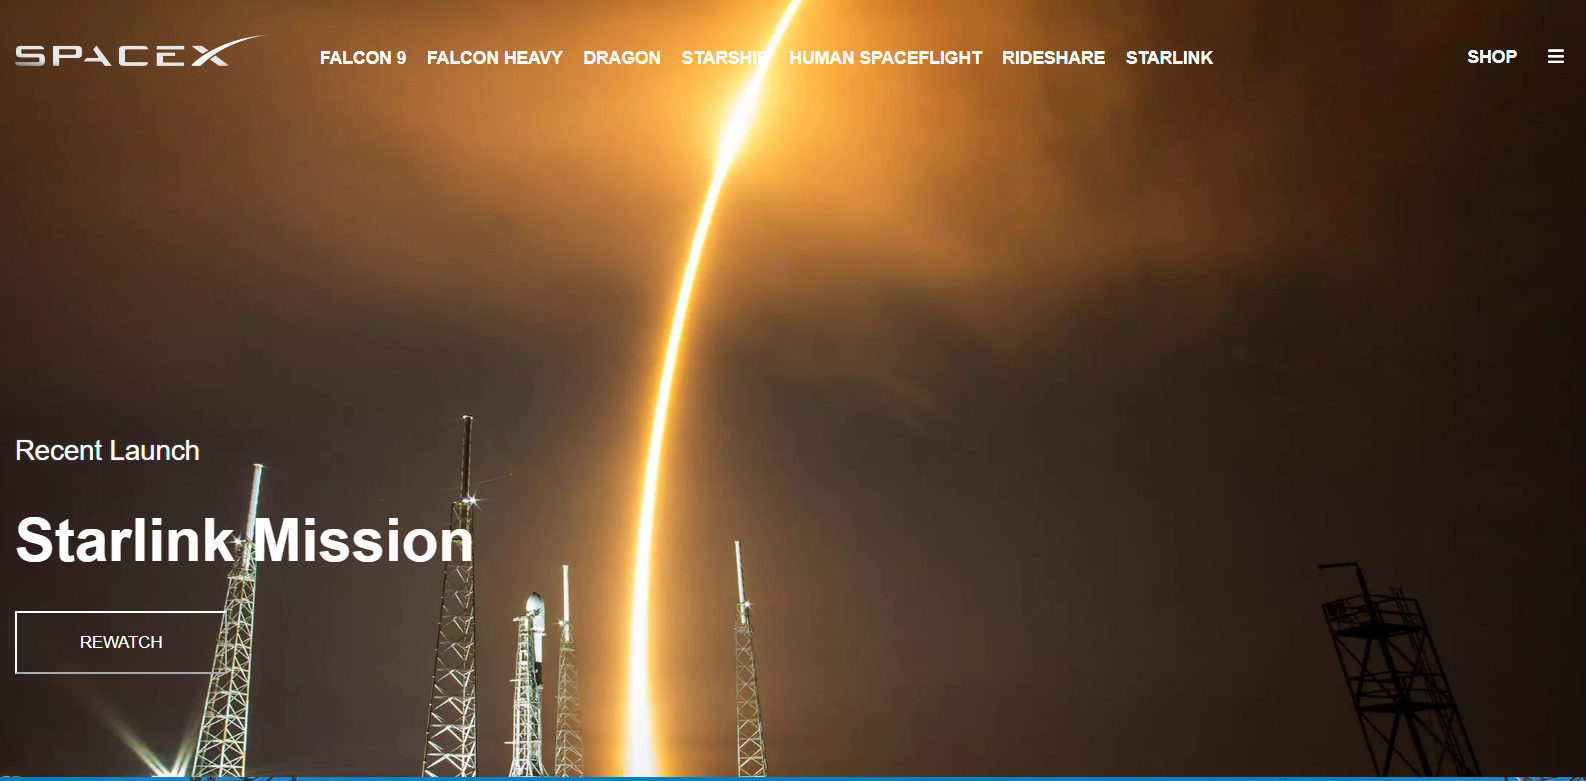 SPACEX
FALCON 9 FALCON HEAVY DRAGON STARSHIP HUMAN SPACEFLIGHT RIDESHARE STARLINK SHOP
Recent Launch
Starlink Mission
REWATCH